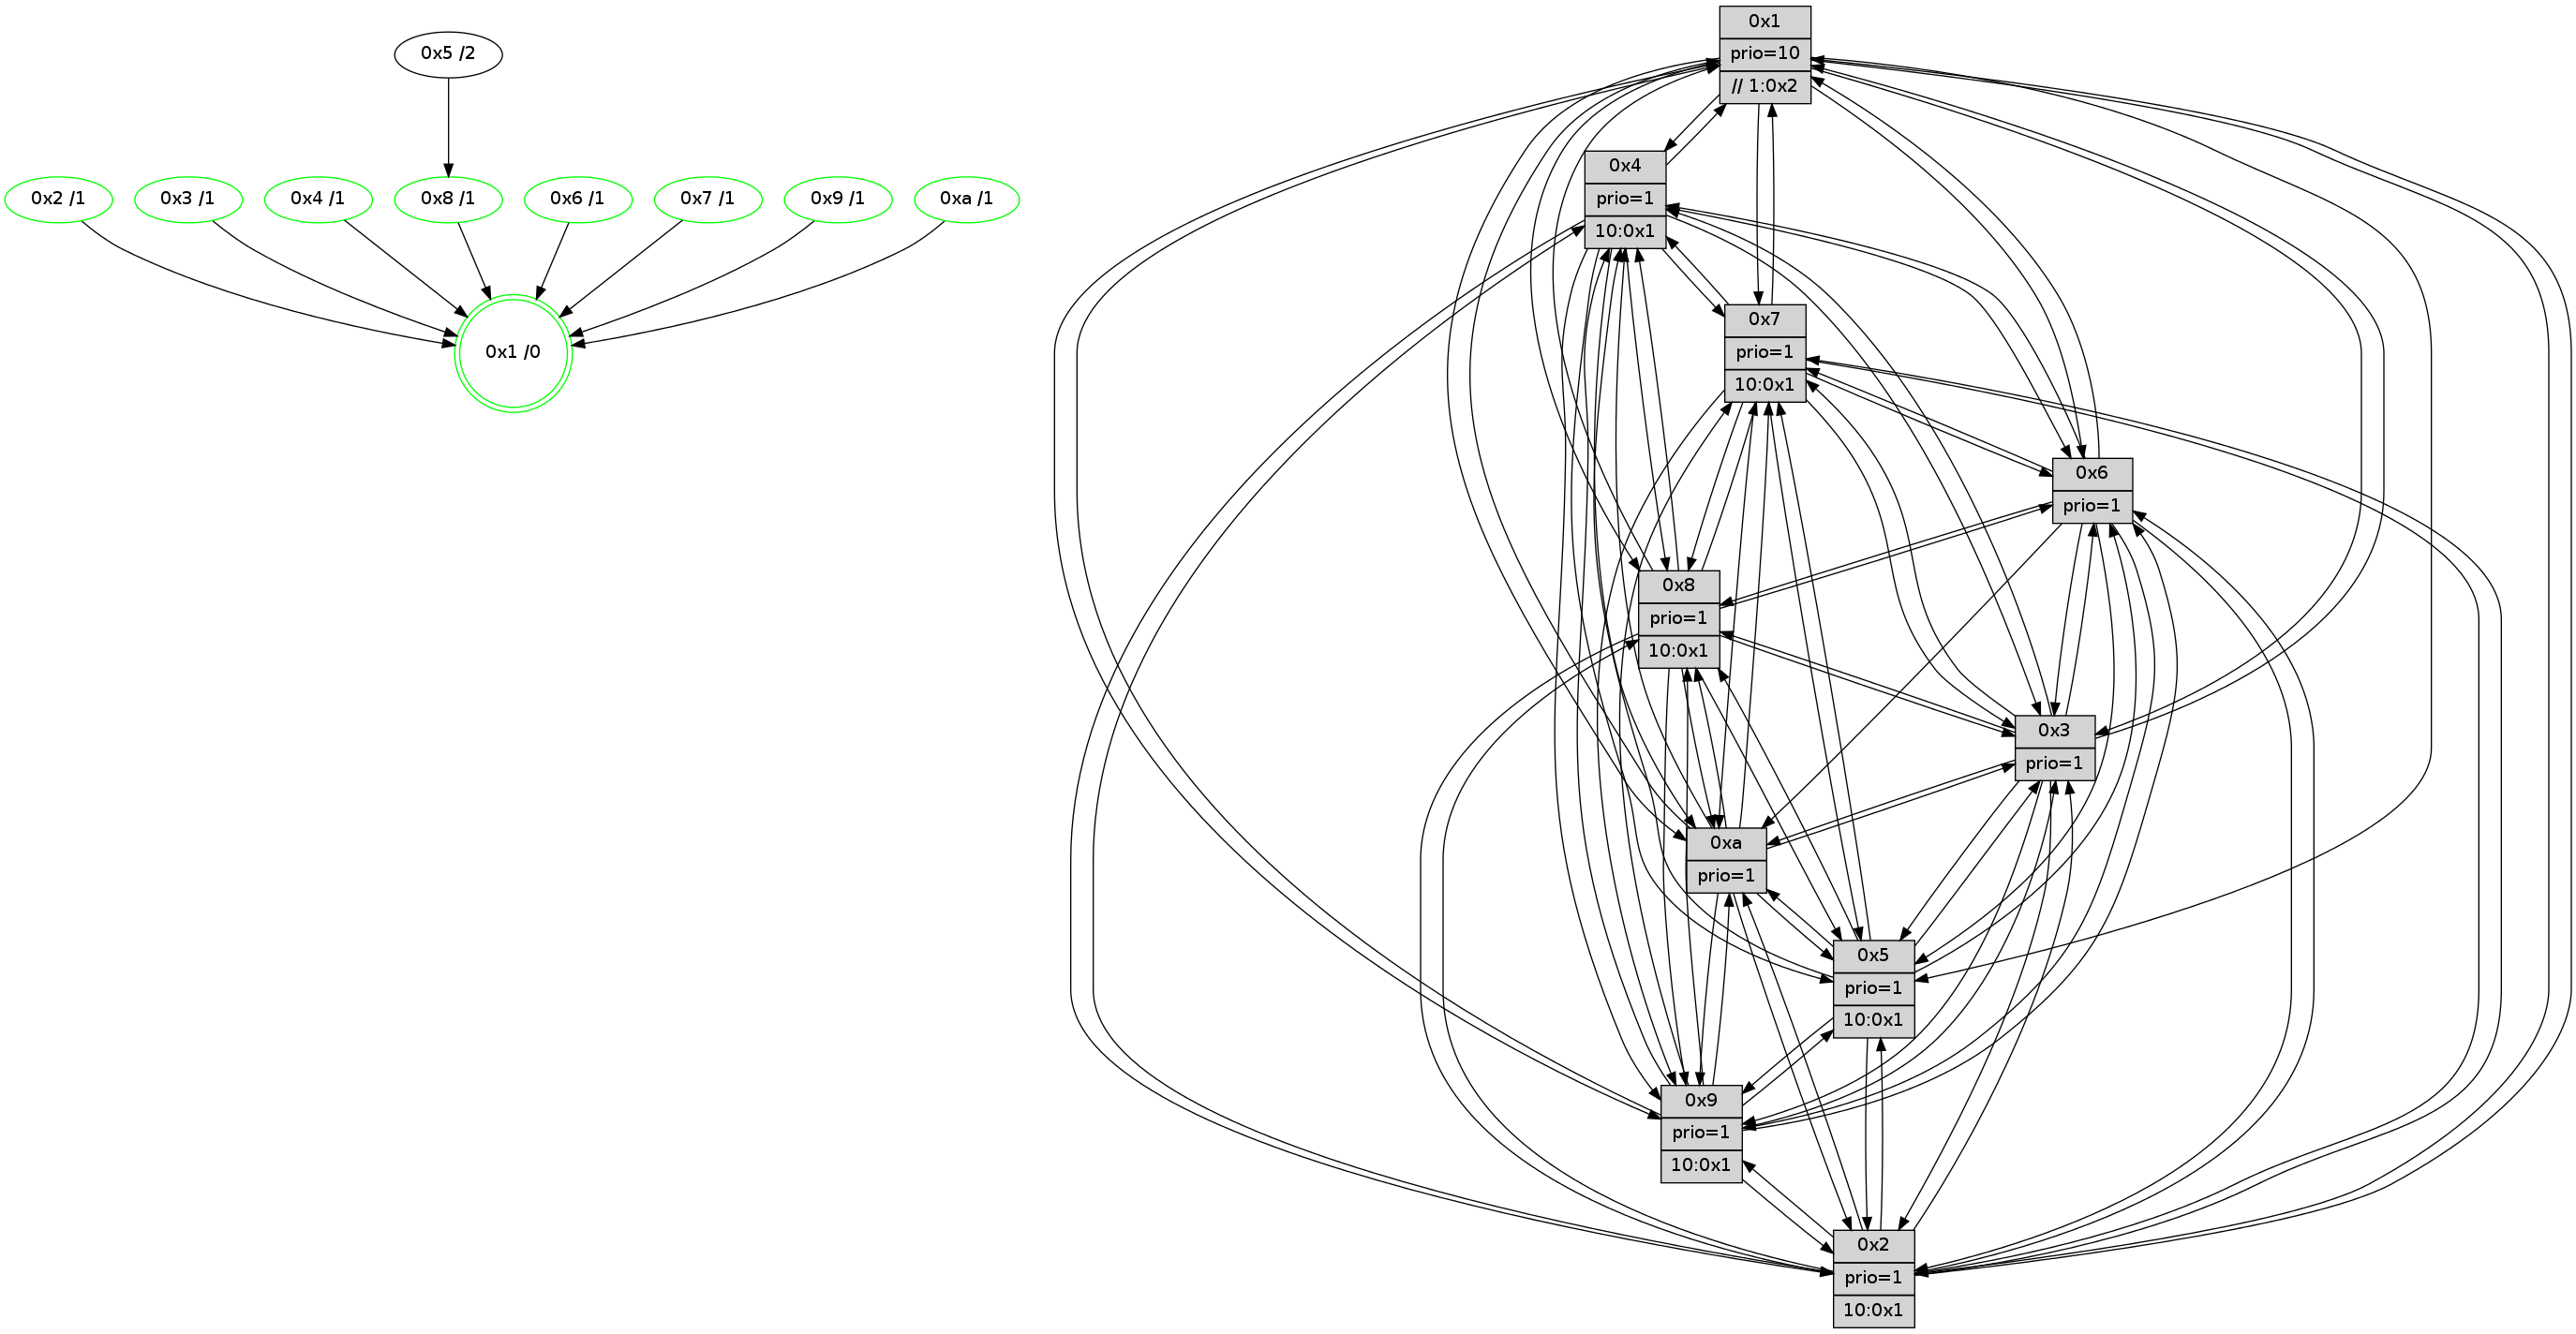 0x5 /2
0x2 /1
0x3 /1
0x4 /1
0x8 /1
0x6 /1
0x7 /1
0x9 /1
0xa /1
0x1 /0
0x1
prio=10
// 1:0x2
0x4
prio=1
10:0x1
0x7
prio=1
10:0x1
0x6
prio=1
0x8
prio=1
10:0x1
0x3
prio=1
0xa
prio=1
0x5
prio=1
10:0x1
0x9
prio=1
10:0x1
0x2
prio=1
10:0x1